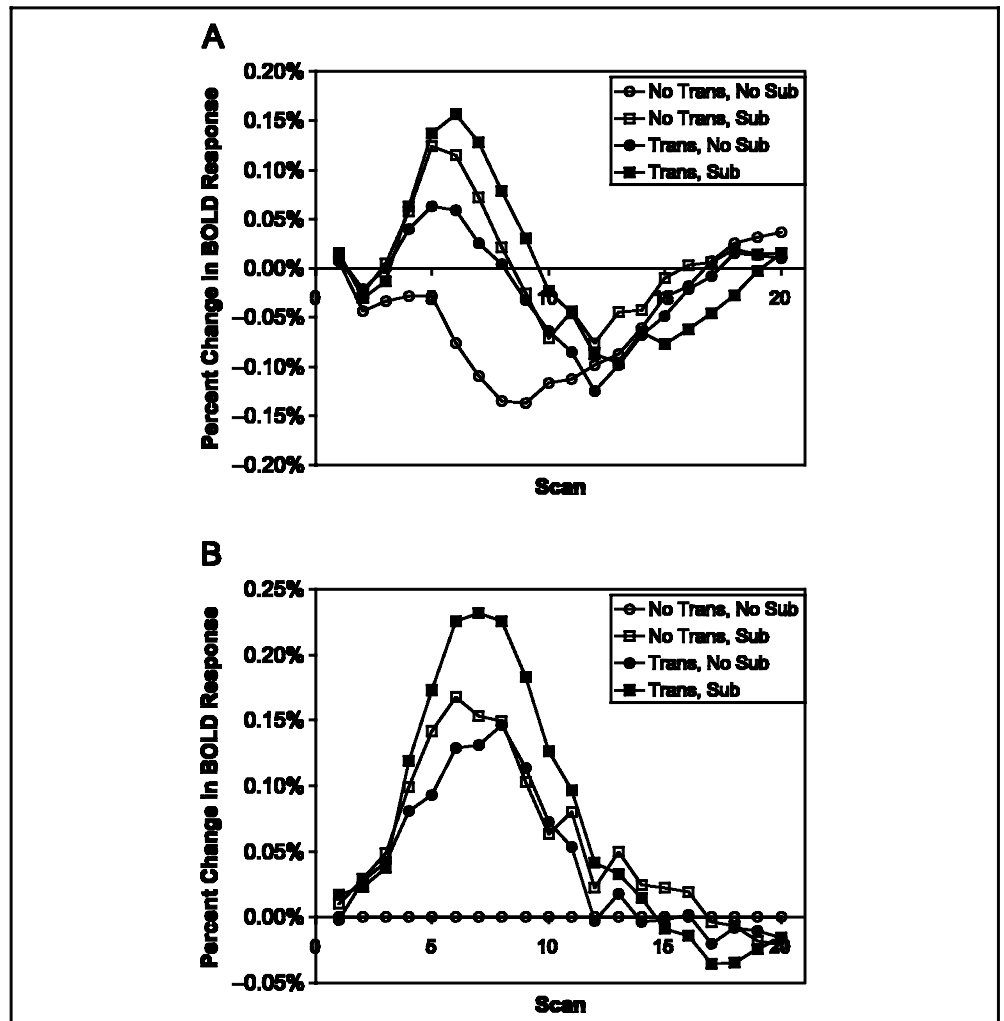 A
0.20%
0.15%
0.10%
0.05%
0.00%
–0.05%
–0.10%
–0.15%
–0.20%
Percent Change in BOLD Response
No Trans, No Sub
No Trans, Sub
Trans, No Sub
Trans, Sub
0 5 10 15 20
Scan
B
0.25%
0.20%
0.15%
0.10%
0.05%
0.00%
–0.05%
Percent Change in BOLD Response
No Trans, No Sub
No Trans, Sub
Trans, No Sub
Trans, Sub
0 5 10 15 20
Scan